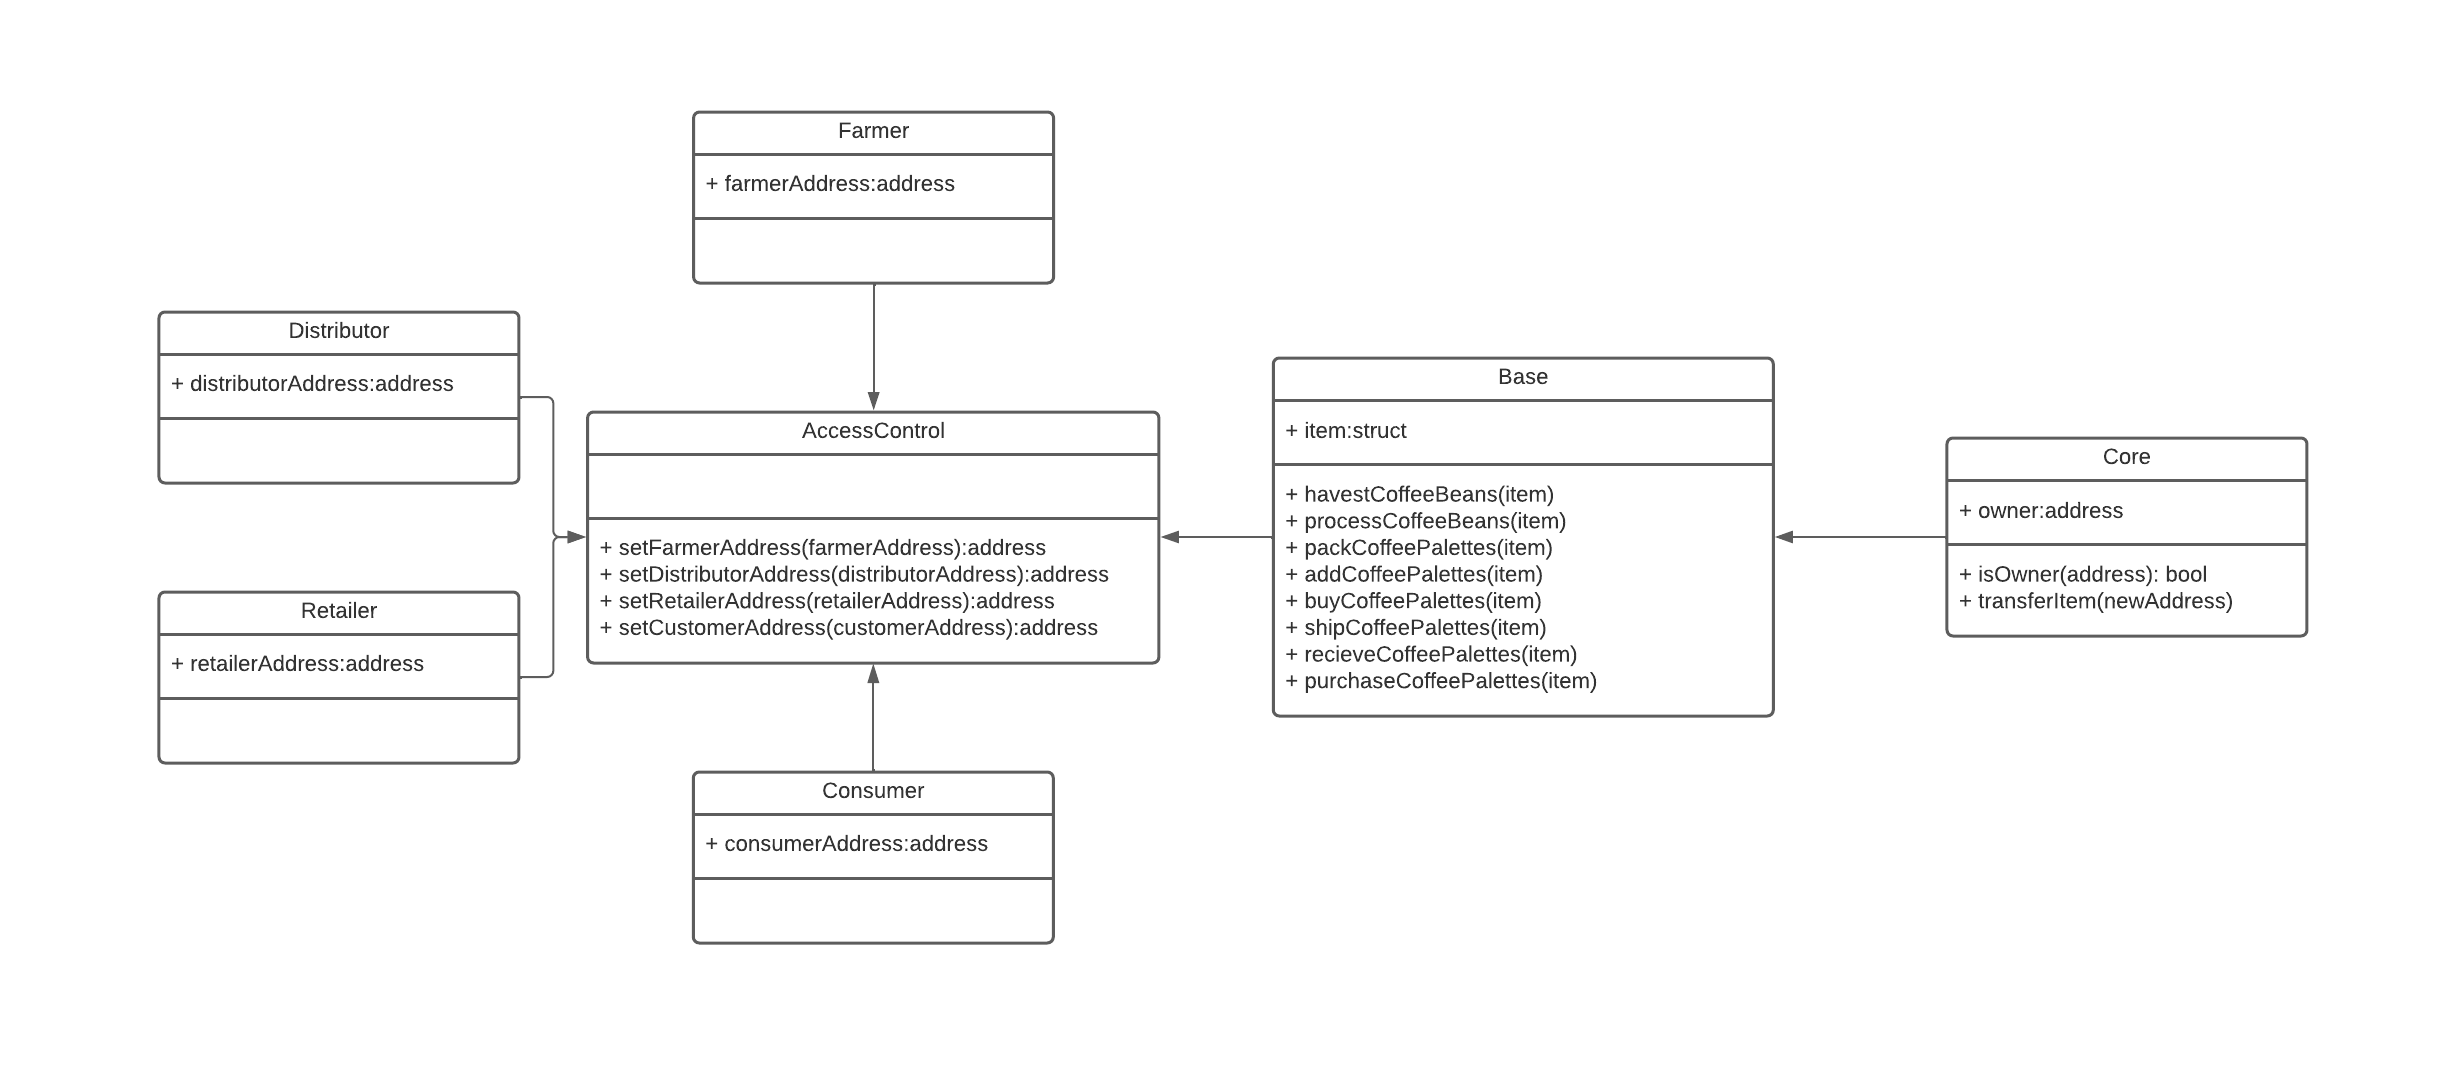 Farmer
+ farmerAddress:address
Distributor
+ distributorAddress:address
Retailer
+ retailerAddress:address
AccessControl
+ setFarmerAddress(farmerAddress):address
+ setDistributorAddress(distributorAddress):address
+ setRetailerAddress(retailerAddress):address
+ setCustomerAddress(customerAddress):address
Consumer
+ consumerAddress:address
Base
+ item:struct
+ havestCoffeeBeans(item)
+ processCoffeeBeans(item)
+ packCoffeePalettes(item)
+ addCoffeePalettes(item)
+ buyCoffeePalettes(item)
+ shipCoffeePalettes(item)
+ recieveCoffeePalettes(item)
+ purchaseCoffeePalettes(item)
Core
+ owner:address
+ isOwner(address): bool
+ transferItem(newAddress)